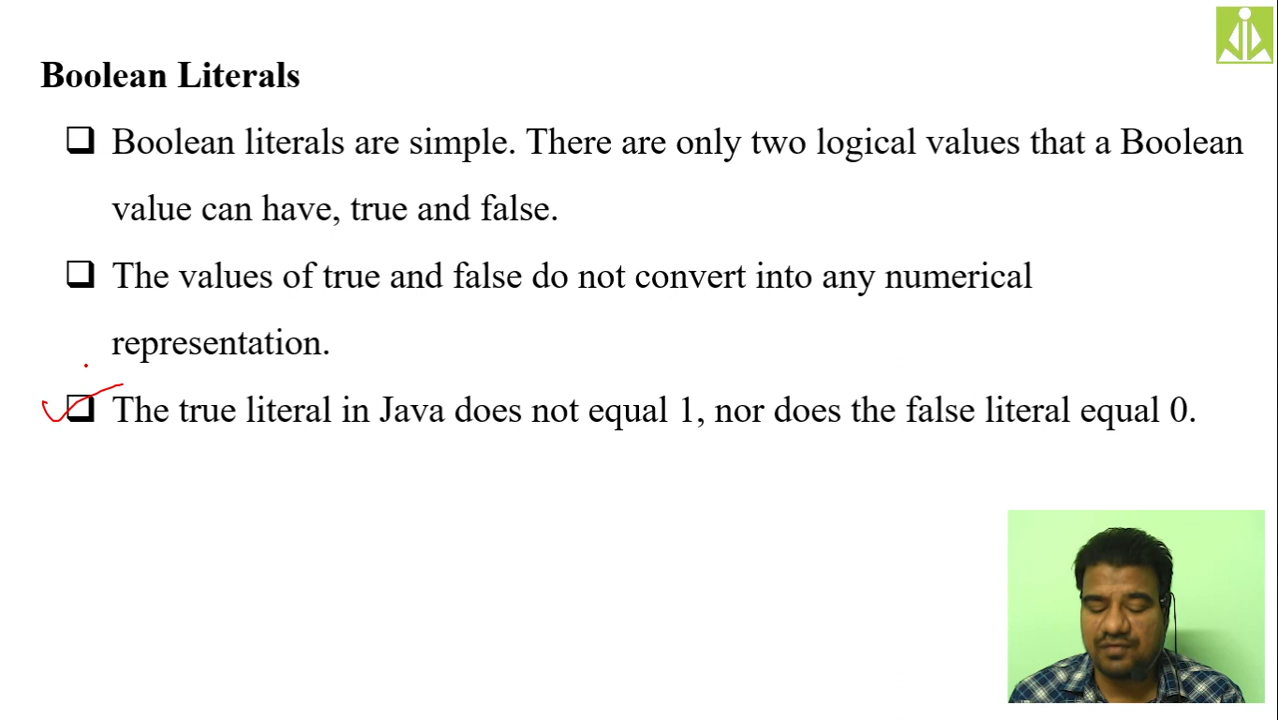 Boolean Literals
❑ Boolean literals are simple. There are only two logical values that a Boolean
value can have, true and false.
❑ The values of true and false do not convert into any numerical
representation.
❑ The true literal in Java does not equal 1, nor does the false literal equal 0.